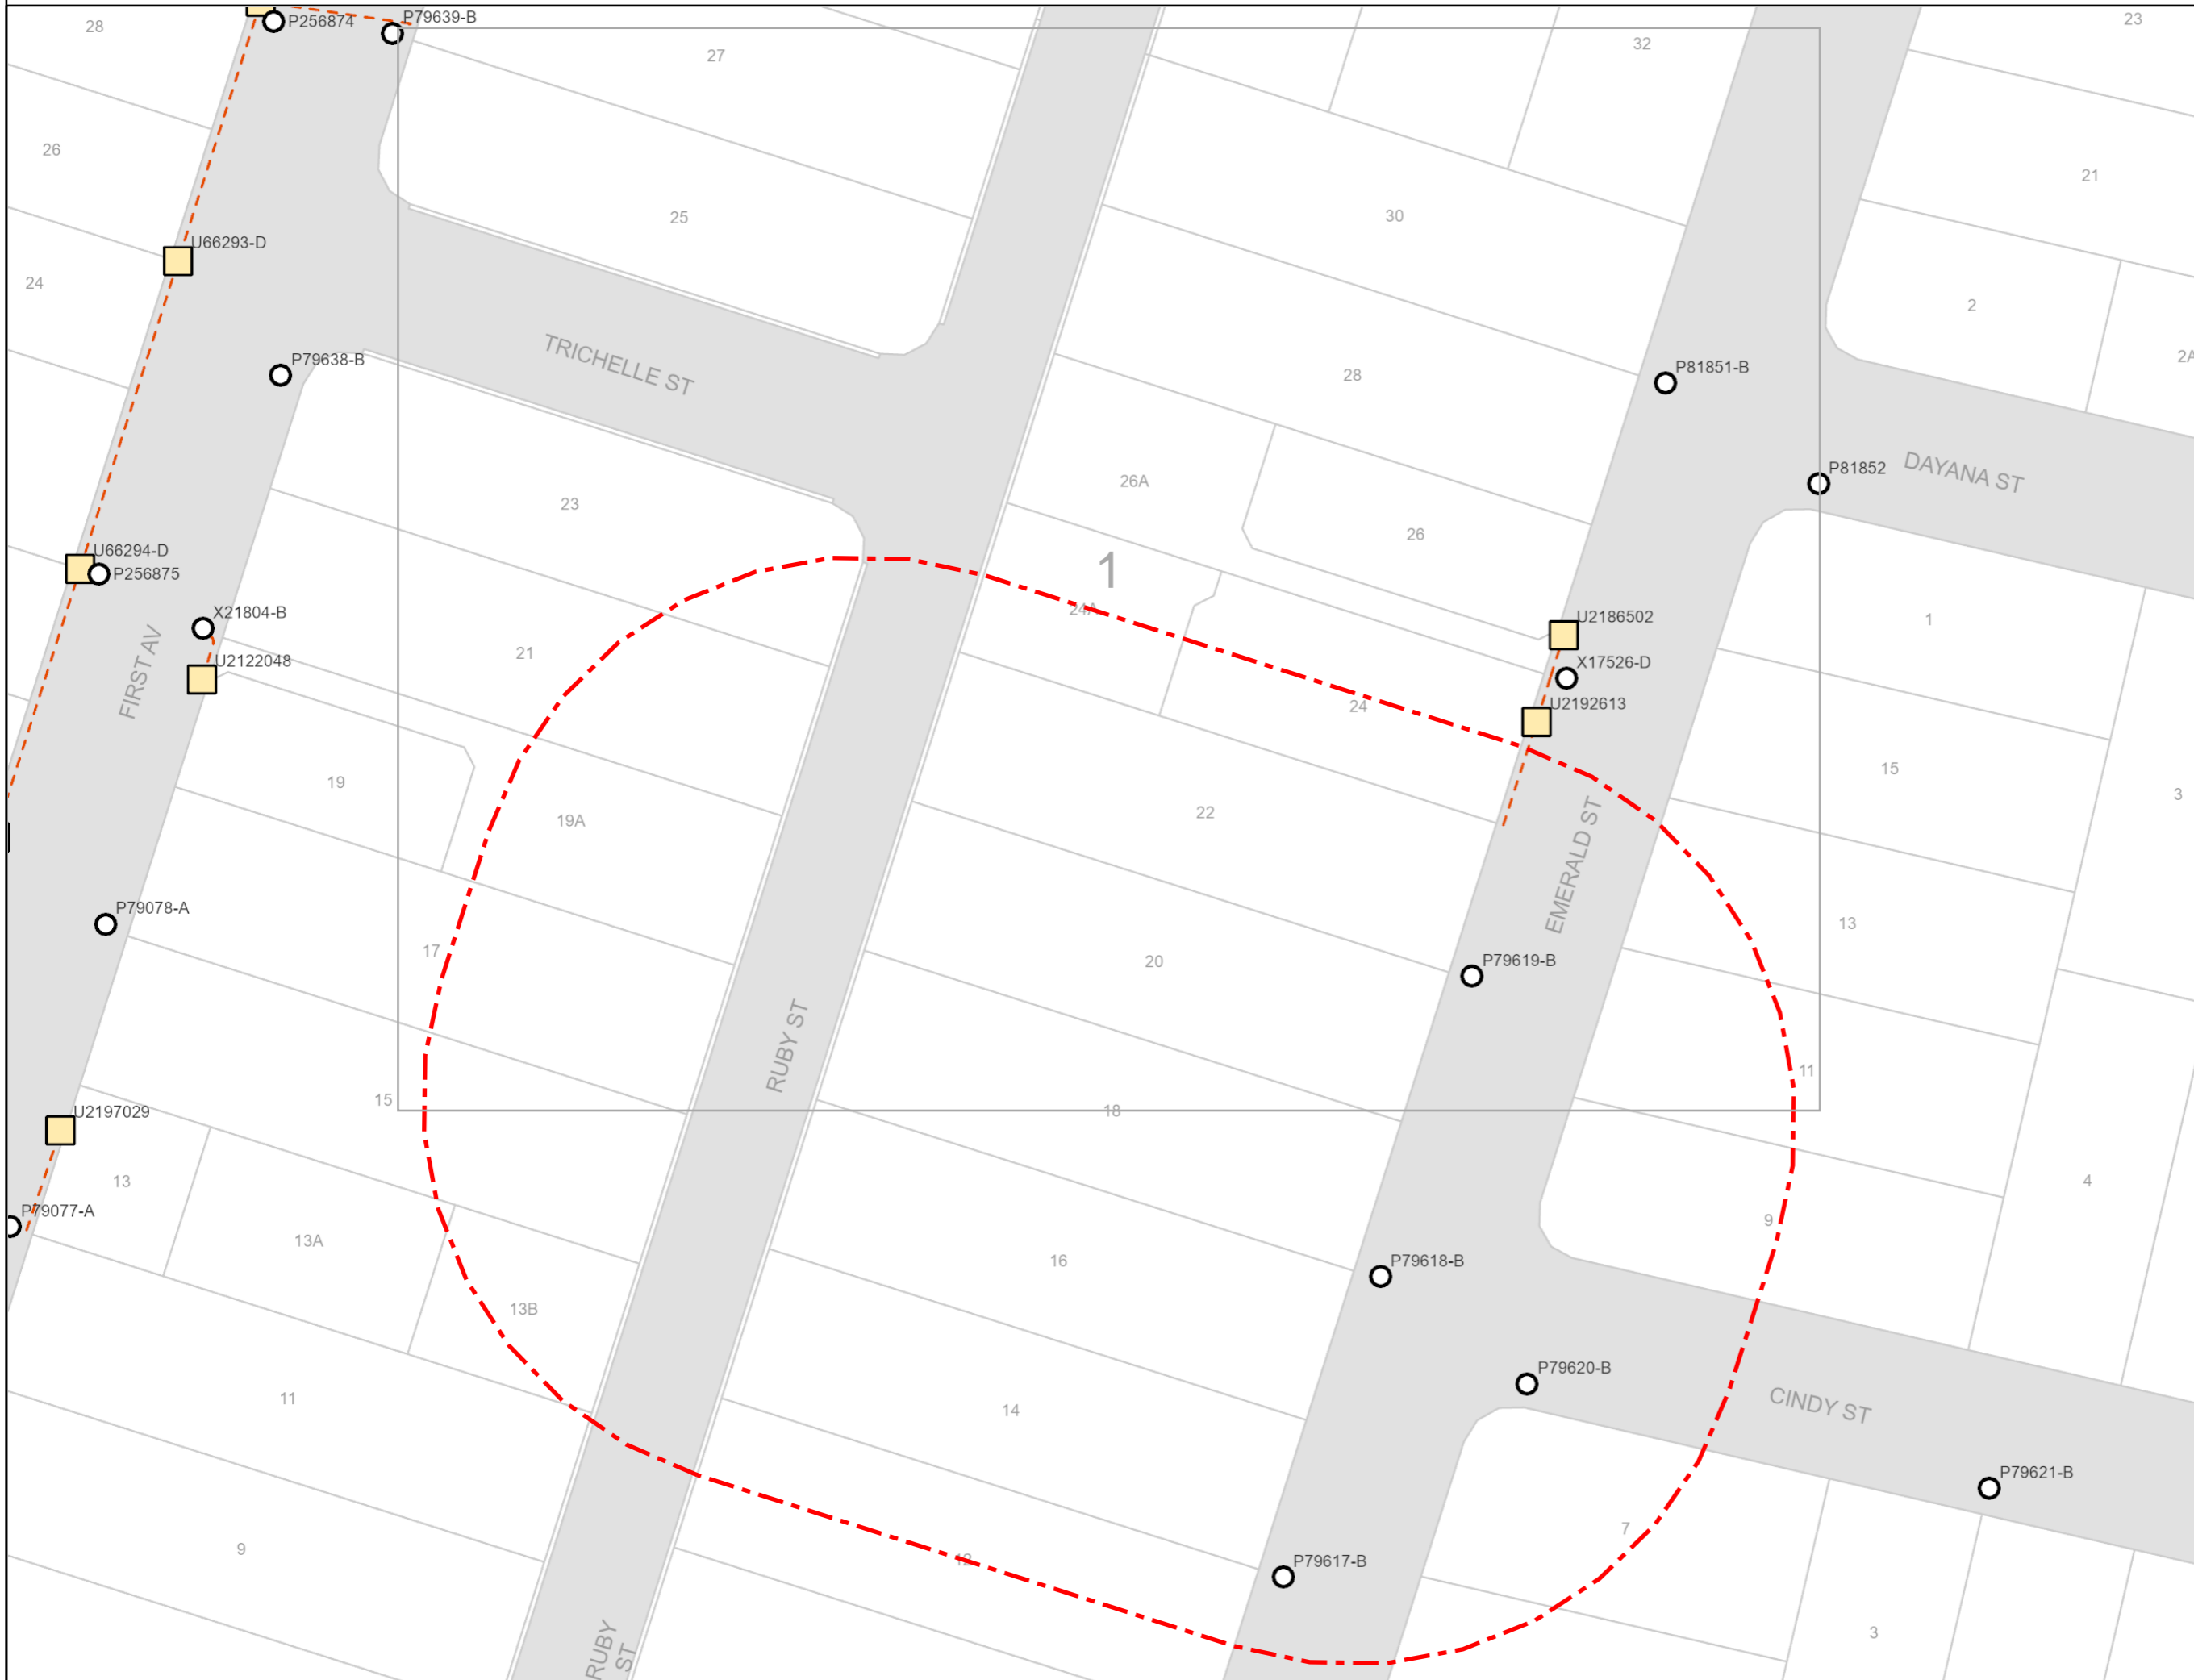 28
P256874
P79639-B
27
32
23
26
25
30
21
U66293-D
24
2
TRICHELLE ST
P79638-B
28
P81851-B
2A
23
26A
26
P81852
DAYANA ST
U66294-D
P256875
1
X21804-B
24A
U2186502
1
FIRST AV
21
U2122048
X17526-D
24
U2192613
19
19A
22
15
3
EMERALD ST
P79078-A
17
20
P79619-B
13
RUBY ST
15
18
11
U2197029
13
4
P79077-A
13A
16
P79618-B
9
13B
P79620-B
11
14
CINDY ST
P79621-B
9
12
P79617-B
7
RUBY
ST
3